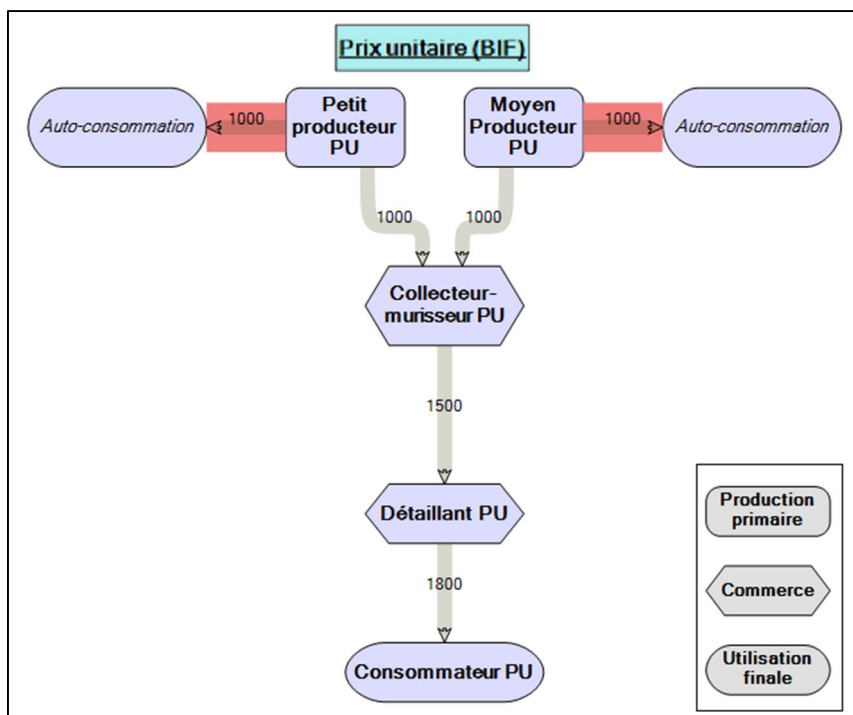 Prix unitaire (BIF)
Auto-consommation
1000
Petit
producteur
PU
Moyen
Producteur
PU
1000
Auto-consommation
1000
1000
Collecteur-
murisseur PU
1500
Détaillant PU
1800
Consommateur PU
Production
primaire
Commerce
Utilisation
finale